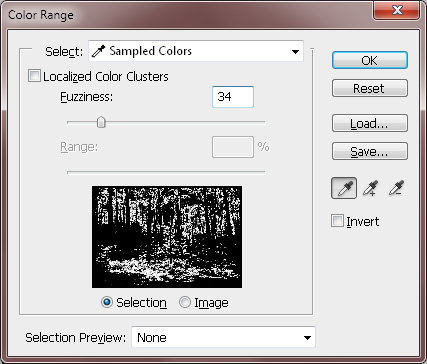 Color Range
Select: Sampled Colors
Localized Color Clusters
Fuzziness: 34
Range: %
Selection Image
Selection Preview: None
OK
Reset
Load...
Save...
Invert